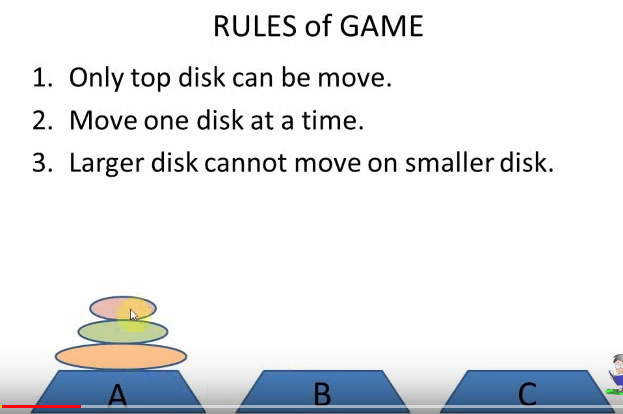 RULES of GAME
1. Only top disk can be move.
2. Move one disk at a time.
3. Larger disk cannot move on smaller disk.
A B C